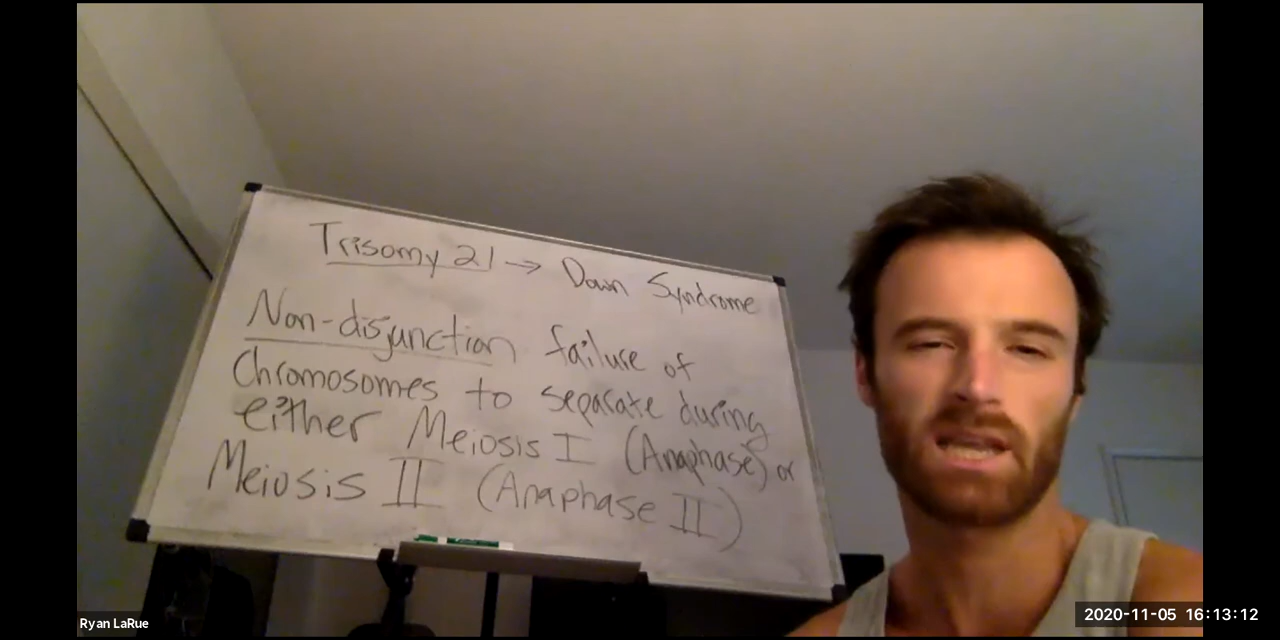 Trisomy 21 → Down Syndrome
Non-disjunction failure of
Chromosomes to separate during
either Meiosis I (Anaphase) or
Meiosis II (Anaphase II)
Ryan LaRue
2020-11-05 16:13:12